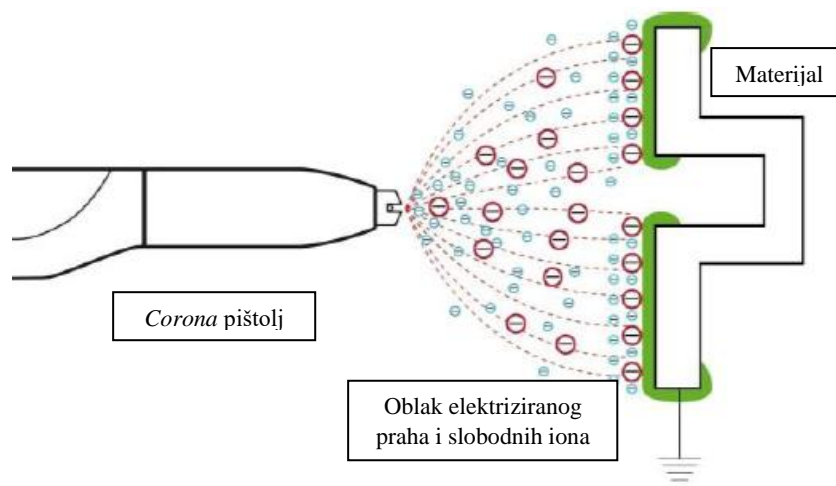 Materijal
Corona pištolj
Oblak elektriziranog
praha i slobodnih iona